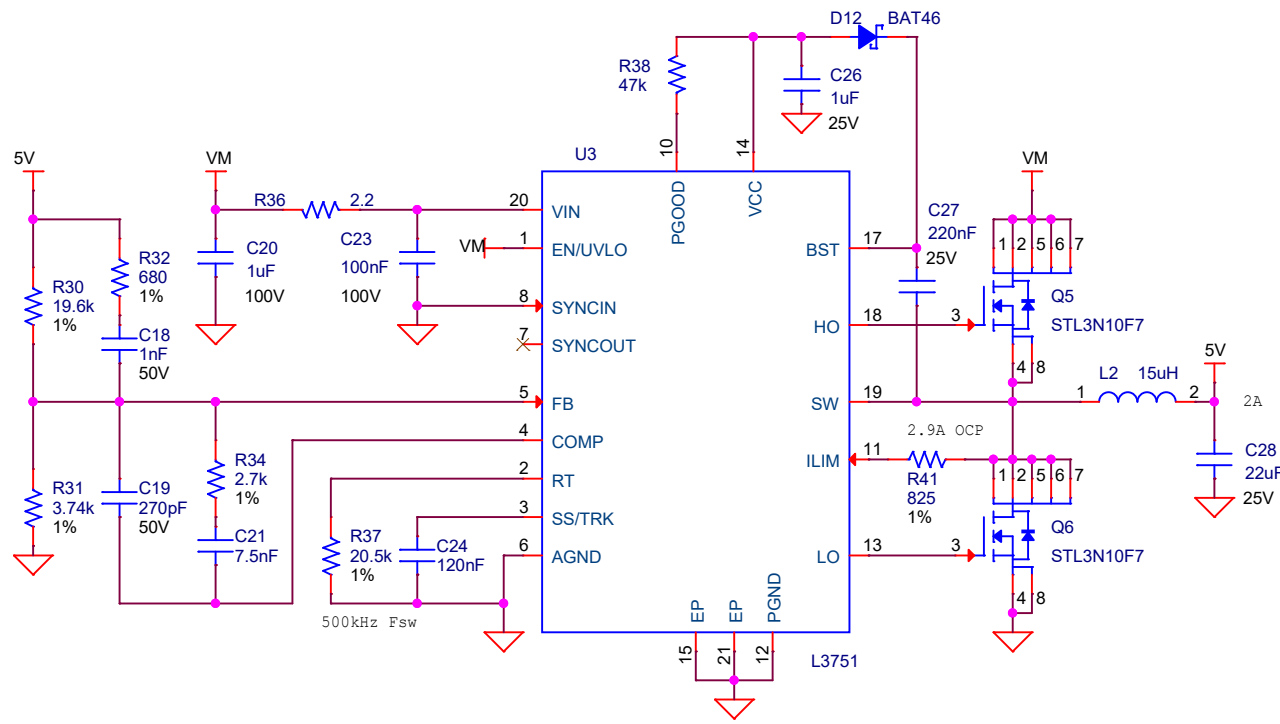 D12 BAT46
R38
47k
C26
1uF
25V
10
14
U3
PGOOD
VCC
5V
VM
R36 2.2
20
VIN
C20
1uF
100V
C23
100nF
100V
VM
1
EN/UVLO
8
SYNCIN
7
SYNCOUT
R32
680
1%
R30
19.6k
1%
C18
1nF
50V
5
FB
4
COMP
2
RT
3
SS/TRK
6
AGND
R34
2.7k
1%
R31
3.74k
1%
C19
270pF
50V
C21
7.5nF
R37
20.5k
1%
C24
120nF
500kHz Fsw
EP
EP
PGND
15
21
12
L3751
BST
17
C27
220nF
25V
HO
18
SW
19
ILIM
11
2.9A OCP
R41
825
1%
LO
13
VM
1
2
5
6
7
3
Q5
STL3N10F7
4
8
1
L2 15uH
2
5V
2A
C28
22uF
25V
1
2
5
6
7
3
Q6
STL3N10F7
4
8